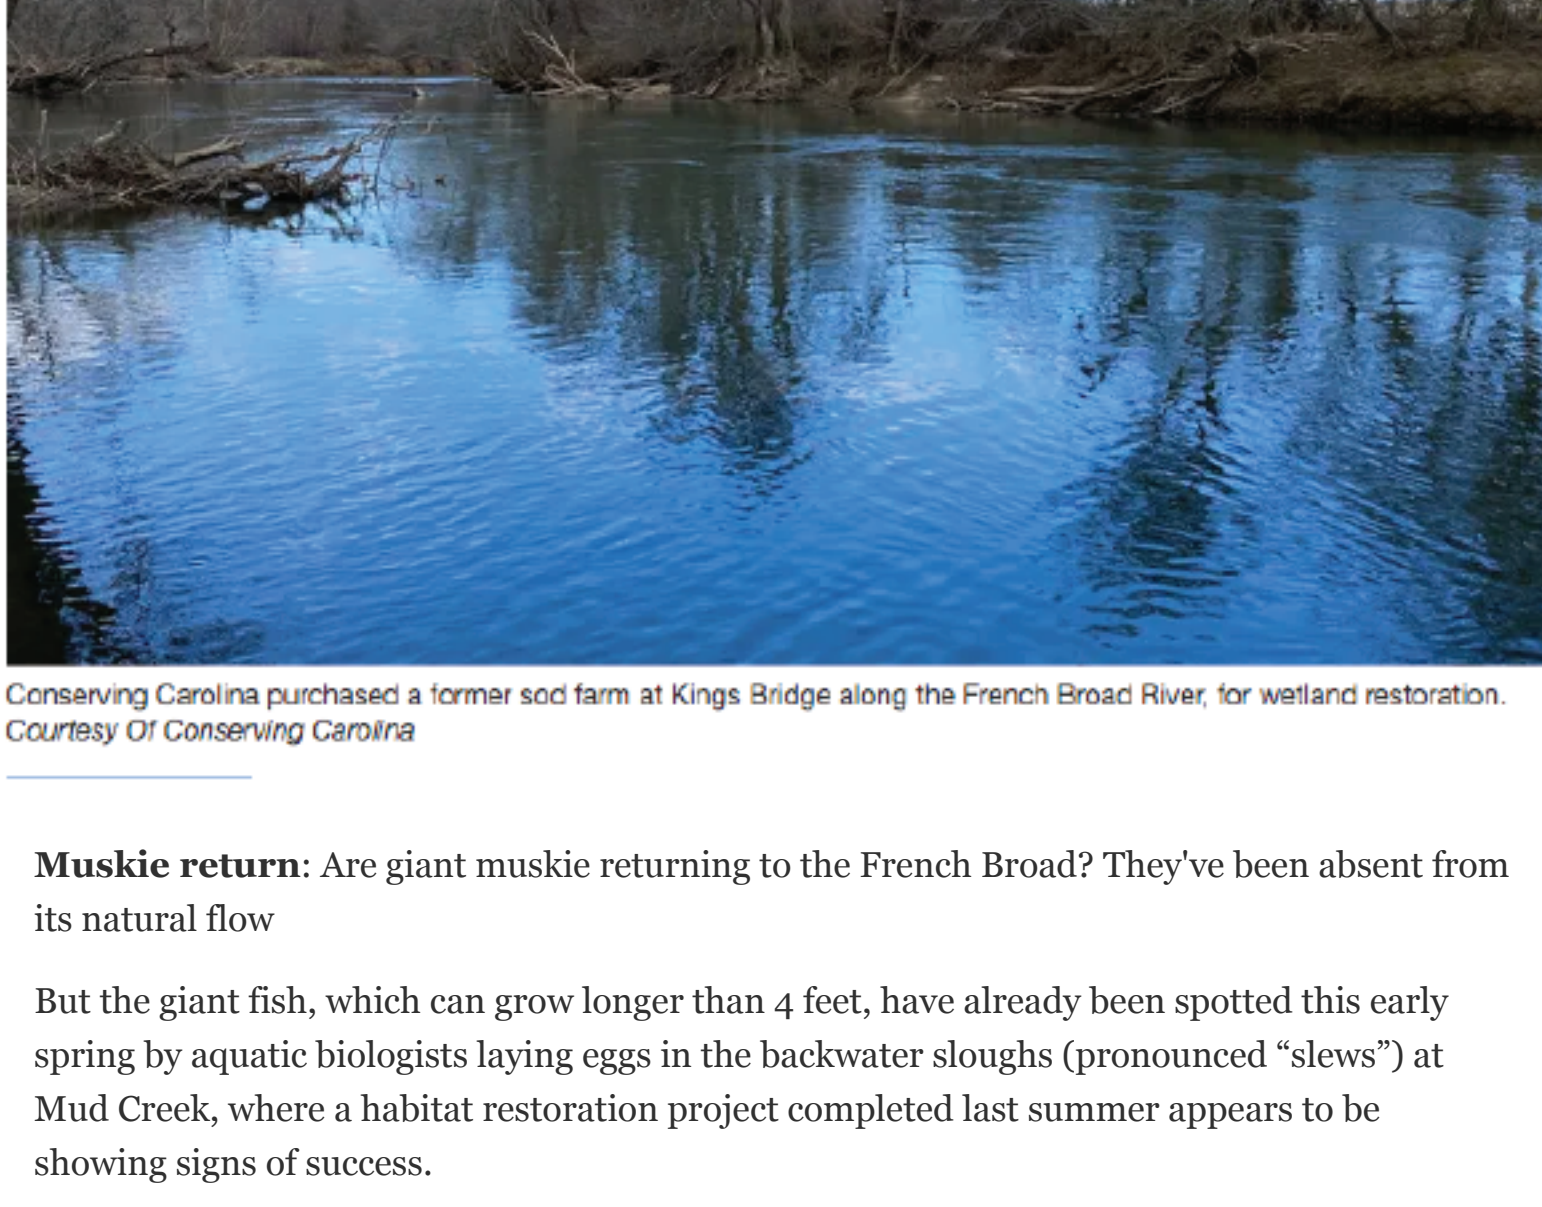 Conserving Carolina purchased a former sod farm at Kings Bridge along the French Broad River, for wetland restoration.
Courtesy Of Conserving Carolina
Muskie return: Are giant muskie returning to the French Broad? They've been absent from
its natural flow
But the giant fish, which can grow longer than 4 feet, have already been spotted this early
spring by aquatic biologists laying eggs in the backwater sloughs (pronounced “slews”) at
Mud Creek, where a habitat restoration project completed last summer appears to be
showing signs of success.